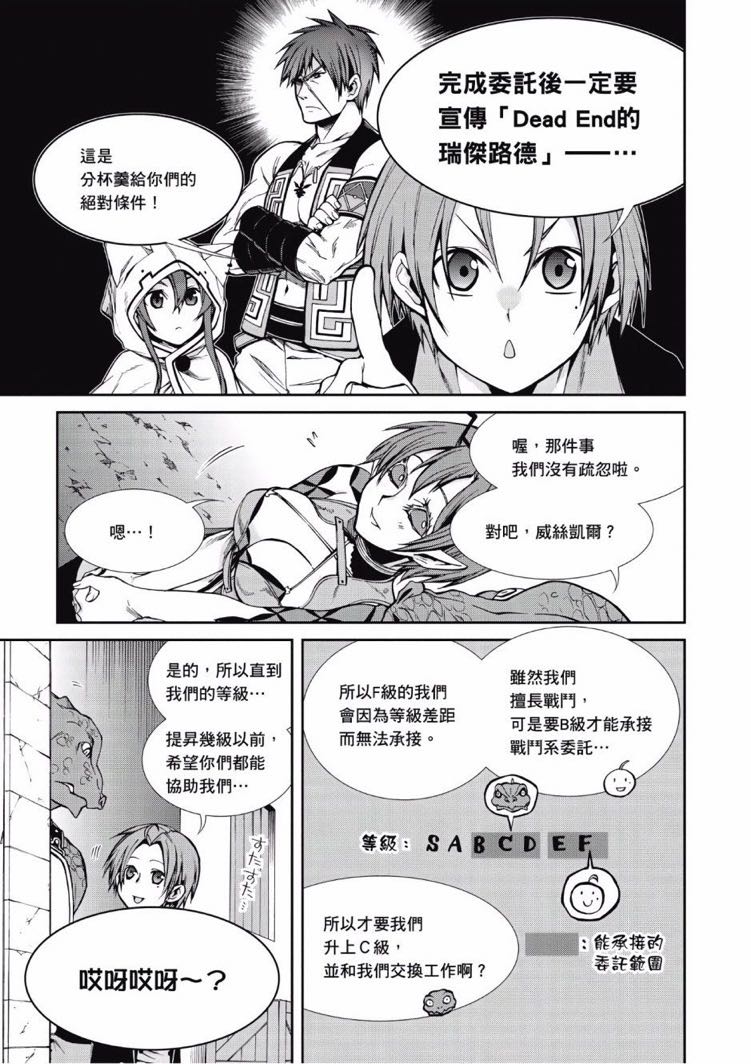 完成委託後一定要
宣傳「Dead End的
瑞傑路德」——…
這是
分杯羹給你們的
絕對條件！
喔，那件事
我們沒有疏忽啦。
對吧，威絲凱爾？
嗯…！
雖然我們
擅長戰鬥，
可是要B級才能承接
戰鬥系委託…
所以F級的我們
會因為等級差距
而無法承接。
等級：SABCDEF
：能承接的
委託範圍
所以才要我們
升上C級，
並和我們交換工作啊？
是的，所以直到
我們的等級…
提昇幾級以前，
希望你們都能
協助我們…
すたすた…
哎呀哎呀～？